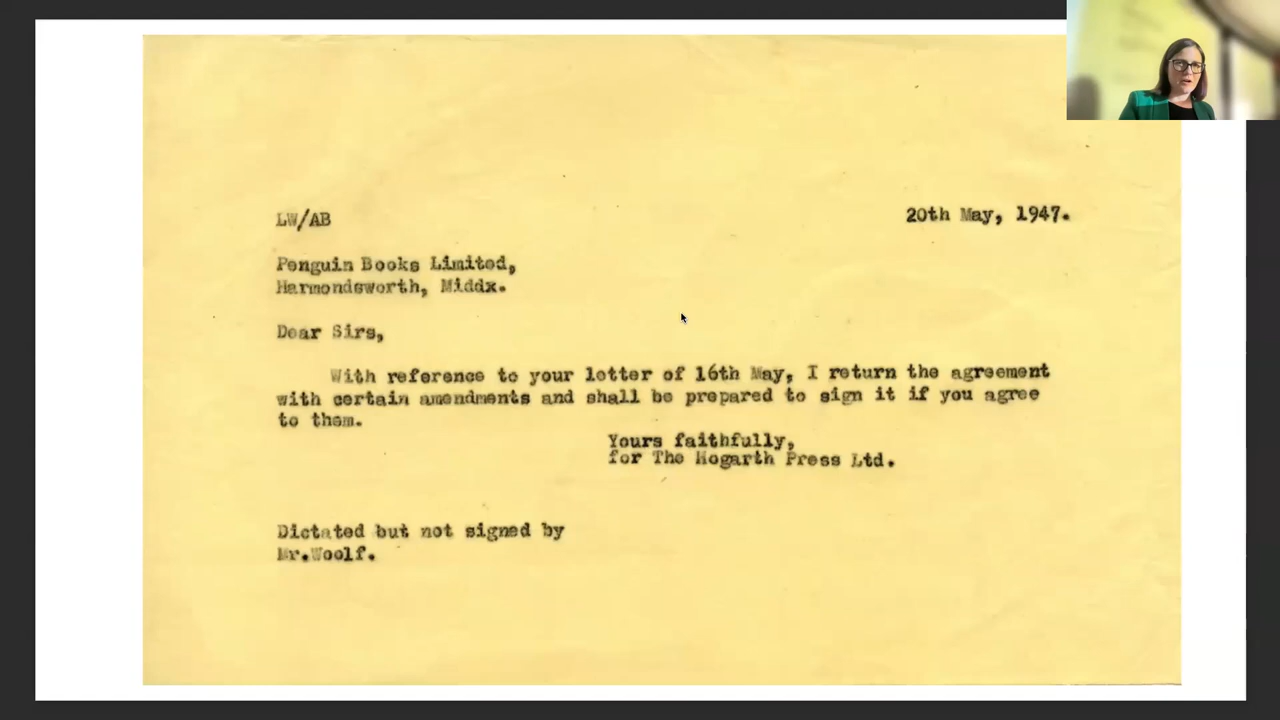 LW/AB
20th May, 1947.
Penguin Books Limited,
Harmondsworth, Middx.
Dear Sirs,
With reference to your letter of 16th May, I return the agreement
with certain amendments and shall be prepared to sign it if you agree
to them.
Yours faithfully,
for The Hogarth Press Ltd.
Dictated but not signed by
Mr.Woolf.